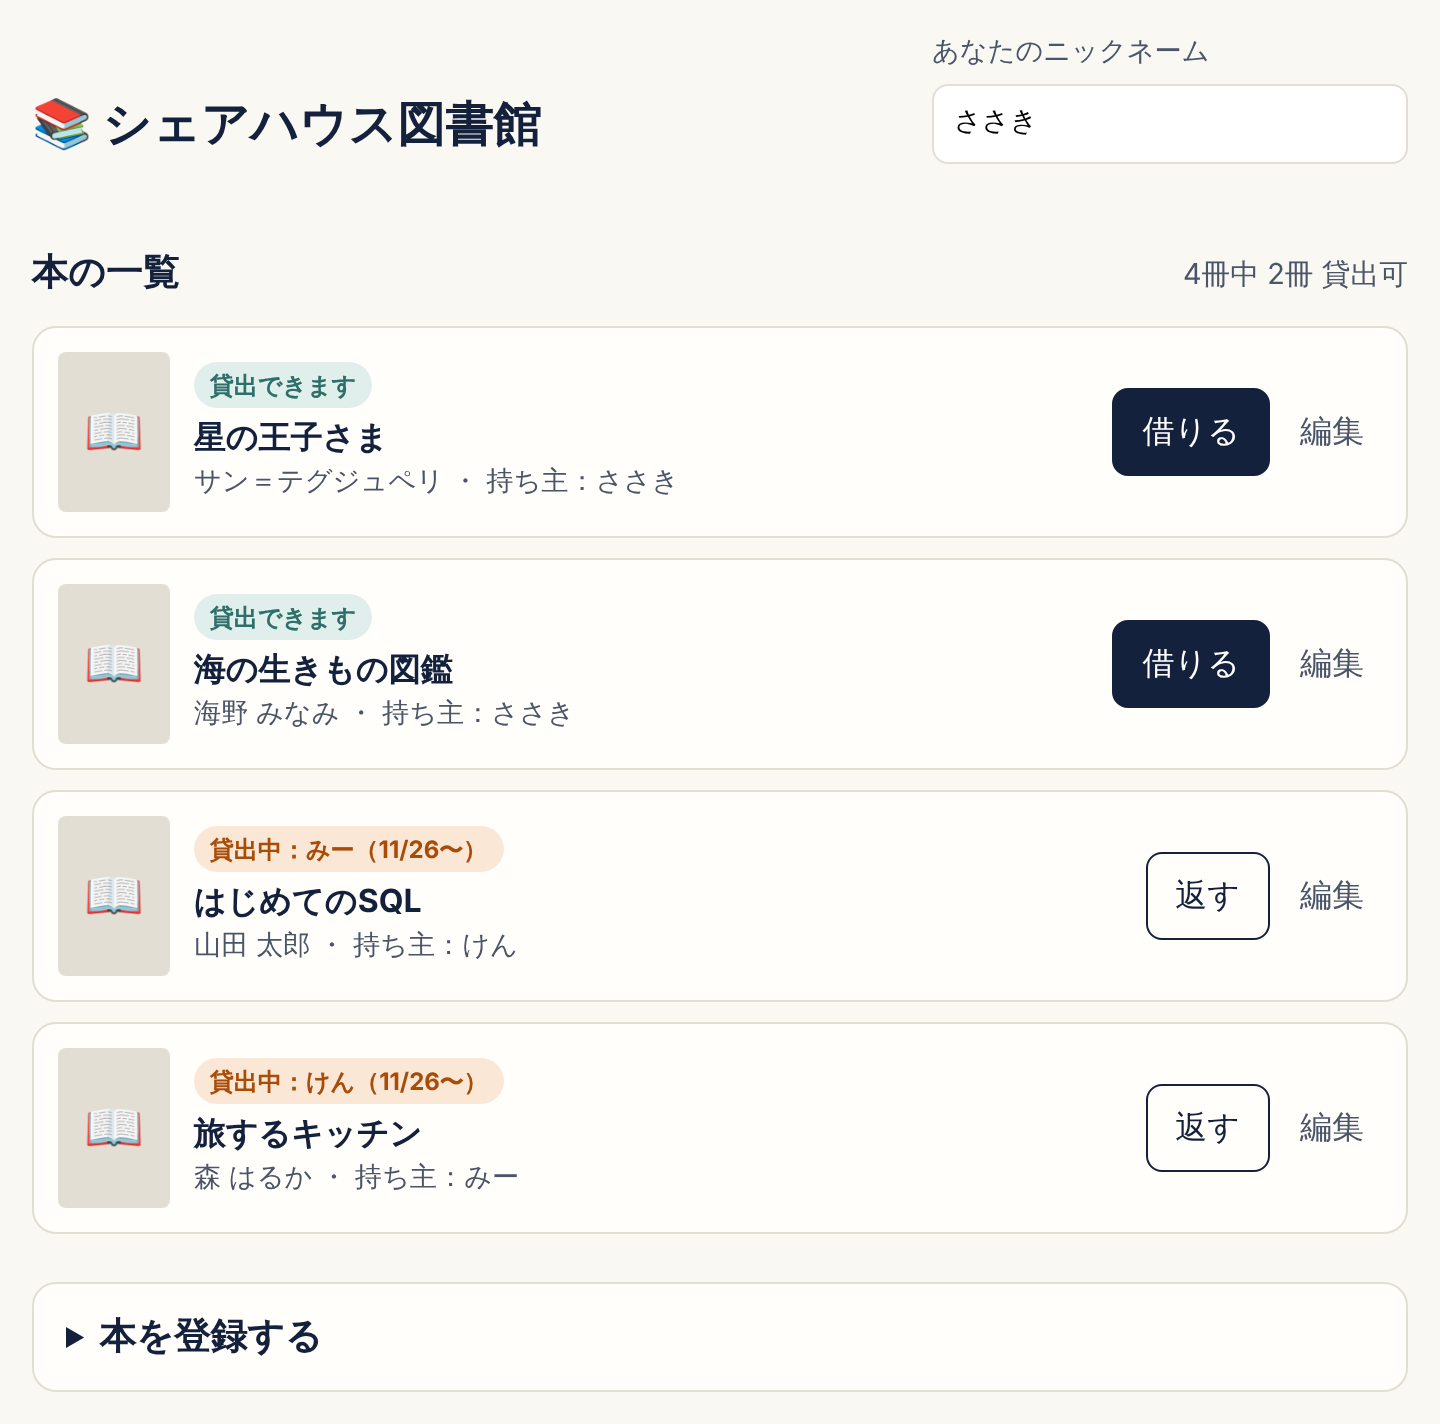 あなたのニックネーム
📚 シェアハウス図書館
ささき
本の一覧
4冊中 2冊 貸出可
貸出できます
星の王子さま
サン＝テグジュペリ ・ 持ち主：ささき
借りる
編集
貸出できます
海の生きもの図鑑
海野 みなみ ・ 持ち主：ささき
借りる
編集
貸出中：みー（11/26〜）
はじめてのSQL
山田 太郎 ・ 持ち主：けん
返す
編集
貸出中：けん（11/26〜）
旅するキッチン
森 はるか ・ 持ち主：みー
返す
編集
▶ 本を登録する